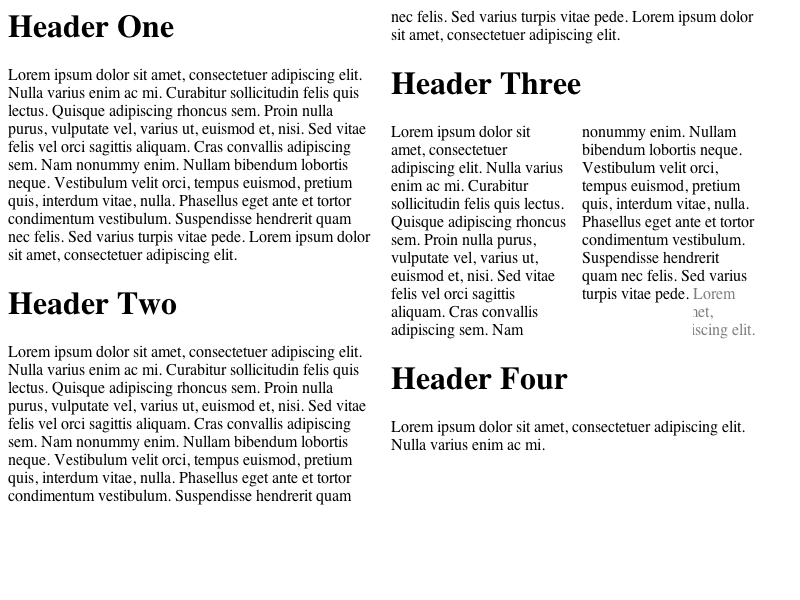 Header One
Lorem ipsum dolor sit amet, consectetuer adipiscing elit.
Nulla varius enim ac mi. Curabitur sollicitudin felis quis
lectus. Quisque adipiscing rhoncus sem. Proin nulla
purus, vulputate vel, varius ut, euismod et, nisi. Sed vitae
felis vel orci sagittis aliquam. Cras convallis adipiscing
sem. Nam nonummy enim. Nullam bibendum lobortis
neque. Vestibulum velit orci, tempus euismod, pretium
quis, interdum vitae, nulla. Phasellus eget ante et tortor
condimentum vestibulum. Suspendisse hendrerit quam
nec felis. Sed varius turpis vitae pede. Lorem ipsum dolor
sit amet, consectetuer adipiscing elit.
Header Two
Lorem ipsum dolor sit amet, consectetuer adipiscing elit.
Nulla varius enim ac mi. Curabitur sollicitudin felis quis
lectus. Quisque adipiscing rhoncus sem. Proin nulla
purus, vulputate vel, varius ut, euismod et, nisi. Sed vitae
felis vel orci sagittis aliquam. Cras convallis adipiscing
sem. Nam nonummy enim. Nullam bibendum lobortis
neque. Vestibulum velit orci, tempus euismod, pretium
quis, interdum vitae, nulla. Phasellus eget ante et tortor
condimentum vestibulum. Suspendisse hendrerit quam
nec felis. Sed varius turpis vitae pede. Lorem ipsum dolor
sit amet, consectetuer adipiscing elit.
Header Three
Lorem ipsum dolor sit
amet, consectetuer
adipiscing elit. Nulla varius
enim ac mi. Curabitur
sollicitudin felis quis lectus.
Quisque adipiscing rhoncus
sem. Proin nulla purus,
vulputate vel, varius ut,
euismod et, nisi. Sed vitae
felis vel orci sagittis
aliquam. Cras convallis
adipiscing sem. Nam
nonummy enim. Nullam
bibendum lobortis neque.
Vestibulum velit orci,
tempus euismod, pretium
quis, interdum vitae, nulla.
Phasellus eget ante et tortor
condimentum vestibulum.
Suspendisse hendrerit
quam nec felis. Sed varius
turpis vitae pede. Lorem
elit.
Header Four
Lorem ipsum dolor sit amet, consectetuer adipiscing elit.
Nulla varius enim ac mi.